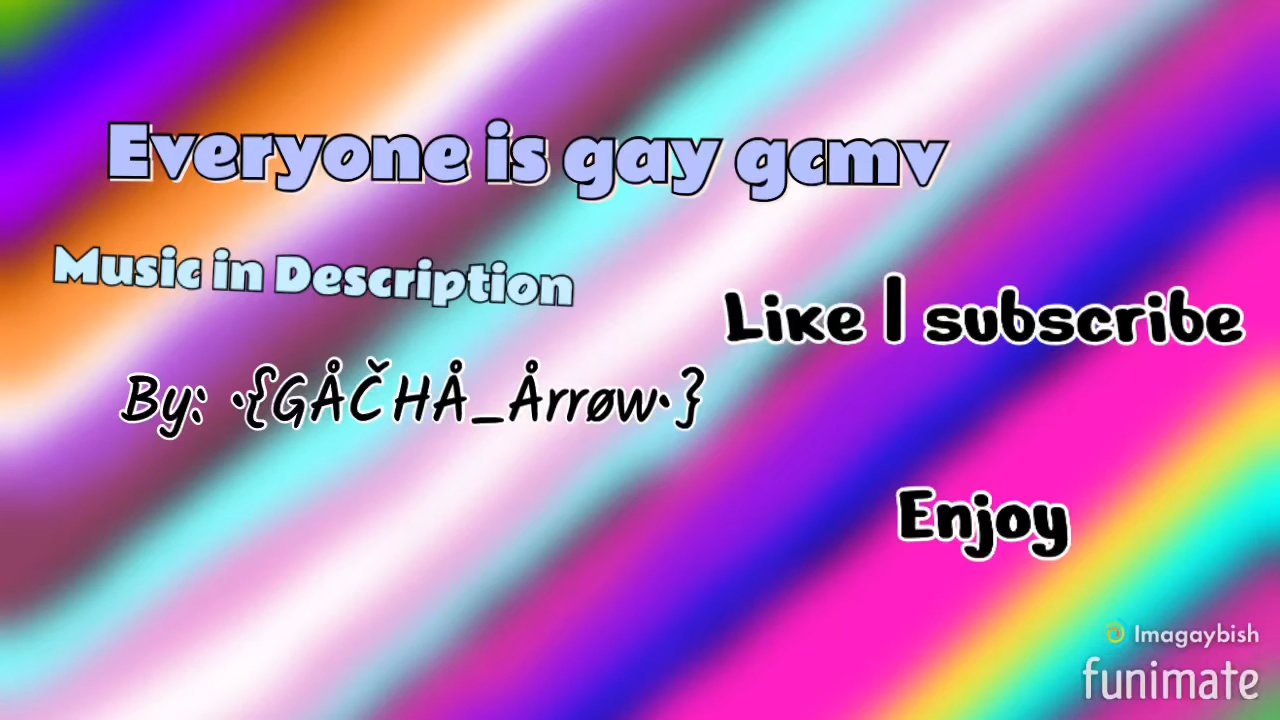 Everyone is gay gcmv
Music in Description
Like | subscribe
By: •{GÅČHÅ_Årrøw•}
Enjoy
Imagaybish
funimate